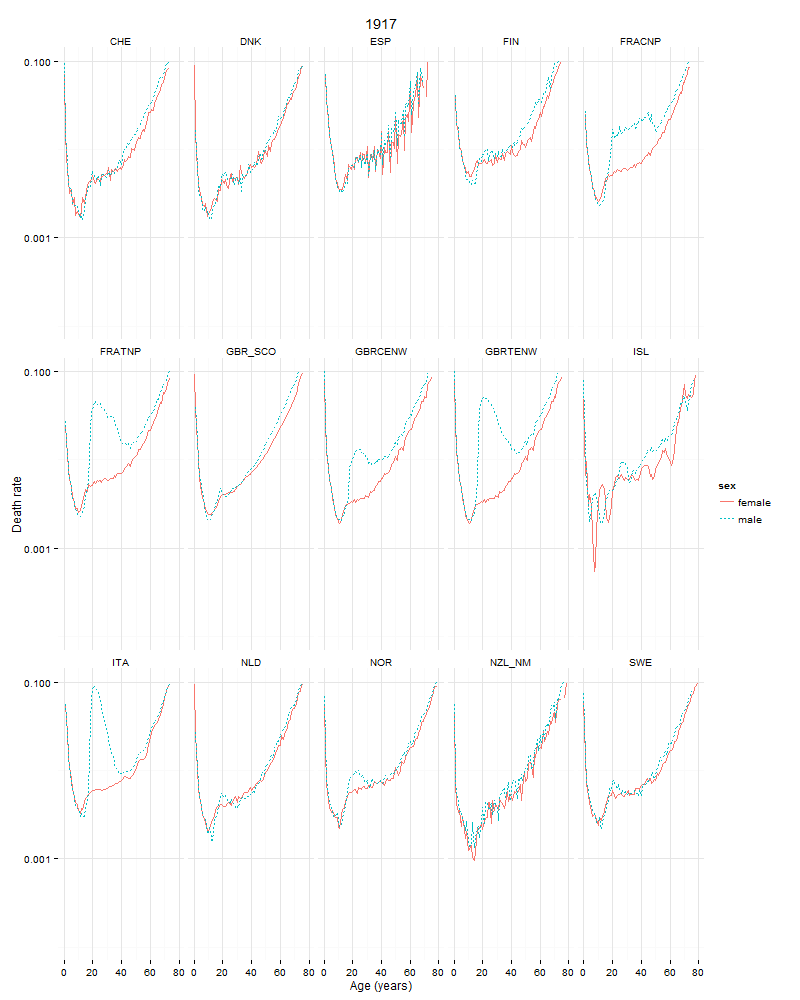 1917
CHE DNK ESP FIN FRACNP
0.100
0.001
FRATNP GBR_SCO GBRCENW GBRTENW ISL
0.100
0.001
Death rate
sex
female
male
ITA NLD NOR NZL_NM SWE
0.100
0.001
0 20 40 60 80 0 20 40 60 80 0 20 40 60 80 0 20 40 60 80 0 20 40 60 80
Age (years)